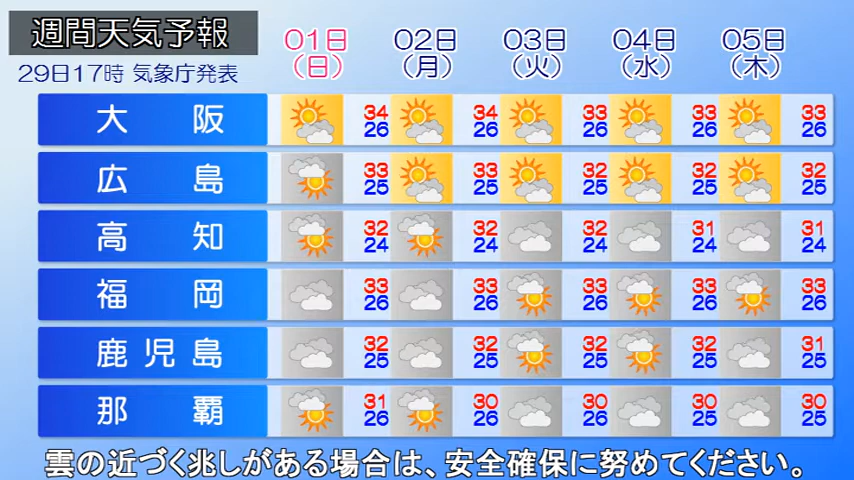 週間天気予報
29日17時 気象庁発表
01日 02日 03日 04日 05日
(日) (月) (火) (水) (木)
大阪 34 26 34 26 33 26 33 26 33 26
広島 33 25 33 25 32 25 32 25 32 25
高知 32 24 32 24 32 24 31 24 31 24
福岡 33 26 33 26 33 26 33 26 33 26
鹿児島 32 25 32 25 32 25 32 25 31 25
那覇 31 26 30 26 30 26 30 25 30 25
雲の近づく兆しがある場合は、安全確保に努めてください。